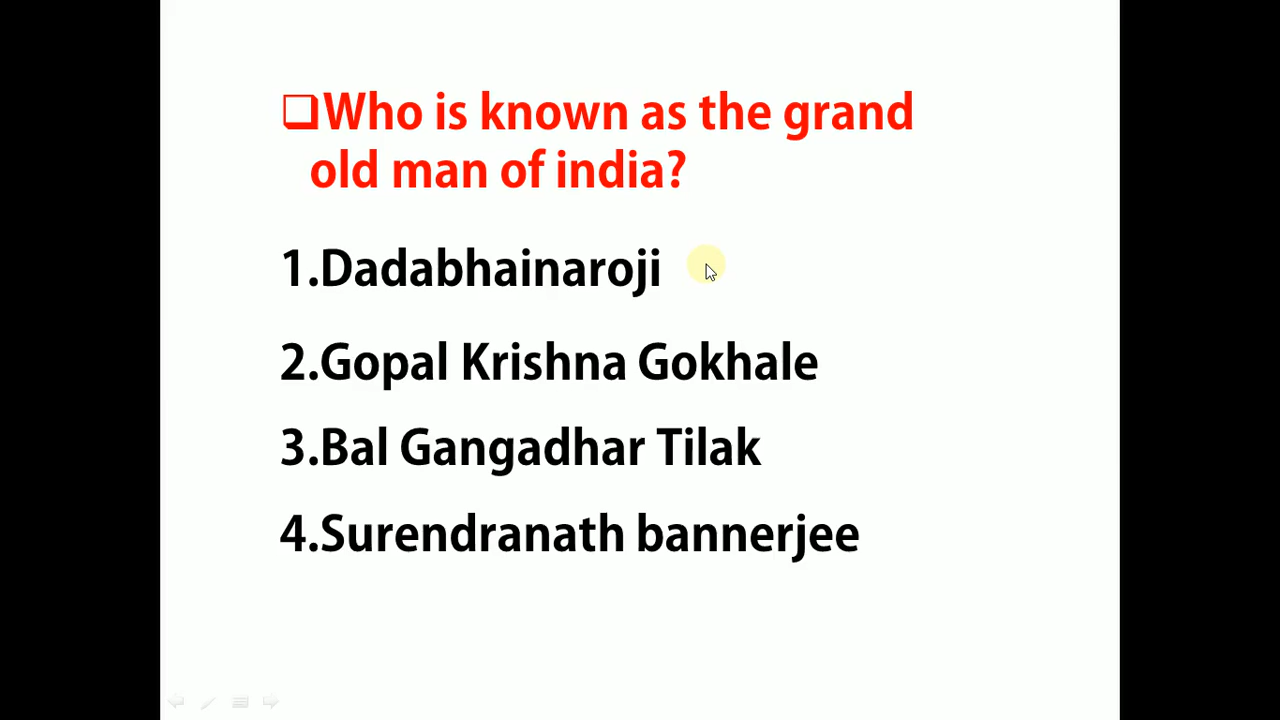 Who is known as the grand
old man of india?
1.Dadabhainaroji
2.Gopal Krishna Gokhale
3.Bal Gangadhar Tilak
4.Surendranath bannerjee